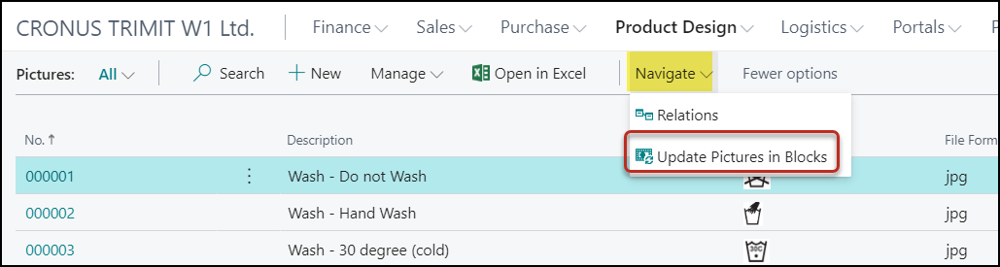 CRONUS TRIMIT W1 Ltd. Finance Sales Purchase Product Design Logistics Portals
Pictures: All Search New Manage Open in Excel Navigate Fewer options
Relations
No. Description File Form
Update Pictures in Blocks
000001 Wash - Do not Wash jpg
000002 Wash - Hand Wash jpg
000003 Wash - 30 degree (cold) 30C jpg